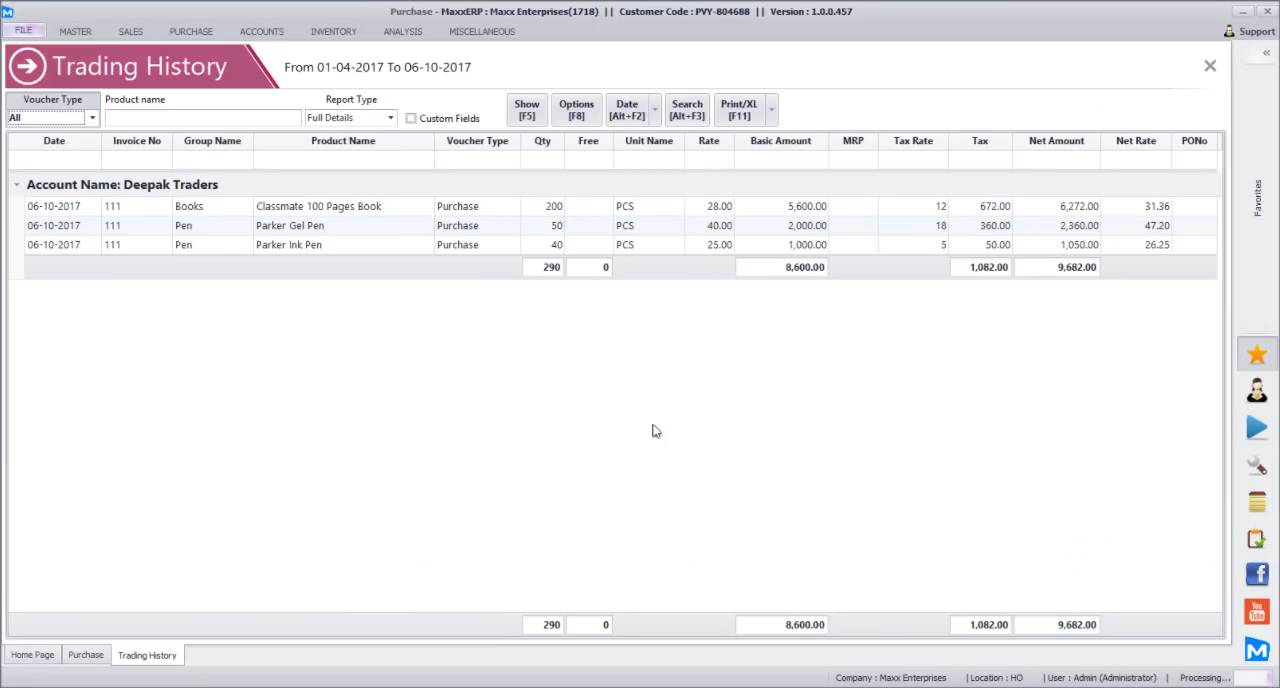 Purchase - MaxxERP : Maxx Enterprises(1718) || Customer Code : PVY-804688 || Version : 1.0.0.457
FILE MASTER SALES PURCHASE ACCOUNTS INVENTORY ANALYSIS MISCELLANEOUS Support
Trading History From 01-04-2017 To 06-10-2017
Voucher Type Product name Report Type
All Full Details Custom Fields
Show [F5] Options [F8] Date [Alt+F2] Search [Alt+F3] Print/XL [F11]
Date Invoice No Group Name Product Name Voucher Type Qty Free Unit Name Rate Basic Amount MRP Tax Rate Tax Net Amount Net Rate PONo
Account Name: Deepak Traders
06-10-2017 111 Books Classmate 100 Pages Book Purchase 200 PCS 28.00 5,600.00 12 672.00 6,272.00 31.36
06-10-2017 111 Pen Parker Gel Pen Purchase 50 PCS 40.00 2,000.00 18 360.00 2,360.00 47.20
06-10-2017 111 Pen Parker Ink Pen Purchase 40 PCS 25.00 1,000.00 5 50.00 1,050.00 26.25
290 0 8,600.00 1,082.00 9,682.00
290 0 8,600.00 1,082.00 9,682.00
Favorites
You Tube
Home Page Purchase Trading History
Company : Maxx Enterprises | Location : HO | User : Admin (Administrator) | Processing...